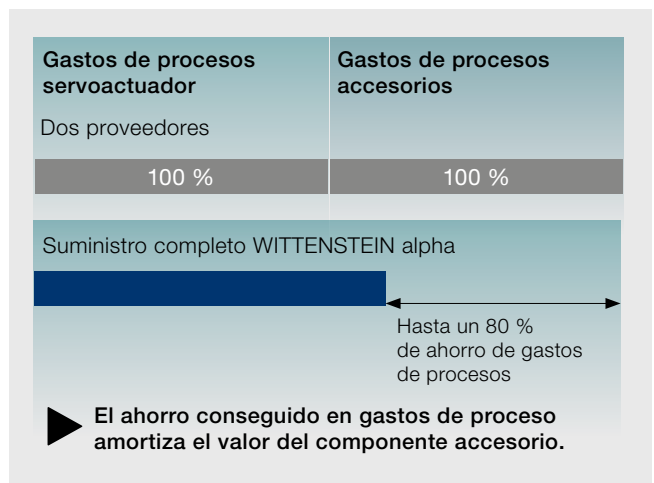 Gastos de procesos
servoactuador
Gastos de procesos
accesorios
Dos proveedores
100 %
100 %
Suministro completo WITTENSTEIN alpha
Hasta un 80 %
de ahorro de gastos
de procesos
El ahorro conseguido en gastos de proceso
amortiza el valor del componente accesorio.